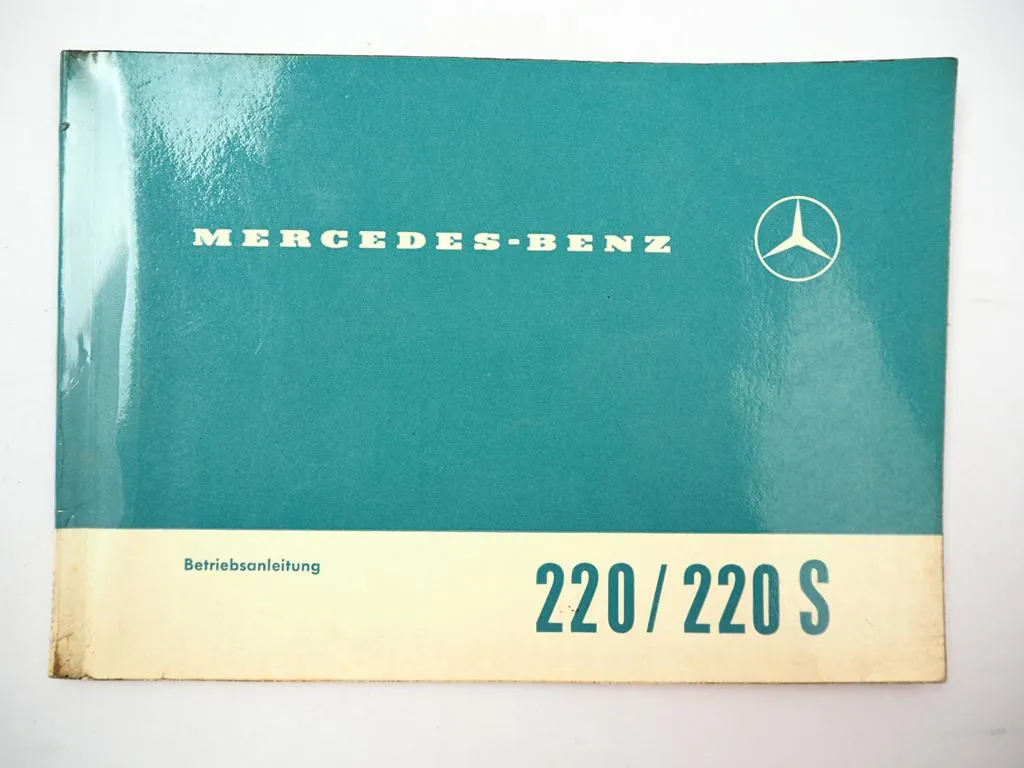 MERCEDES-BENZ
Betriebsanleitung
220/220 S